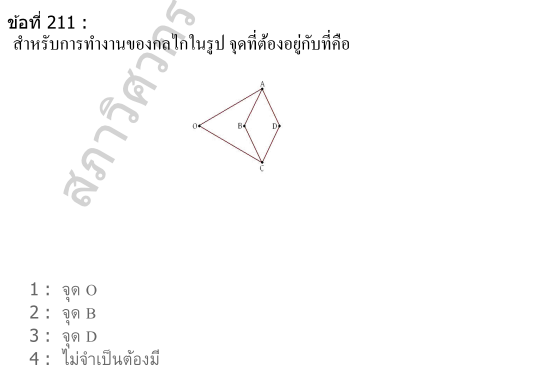 ข้อที่ 211 :
สำหรับการทำงานของกลไกในรูป จุดที่ต้องอยู่กับที่คือ
สภาวิศวกร
A
O B D
C
1 : จุด O
2 : จุด B
3 : จุด D
4 : ไม่จำเป็นต้องมี